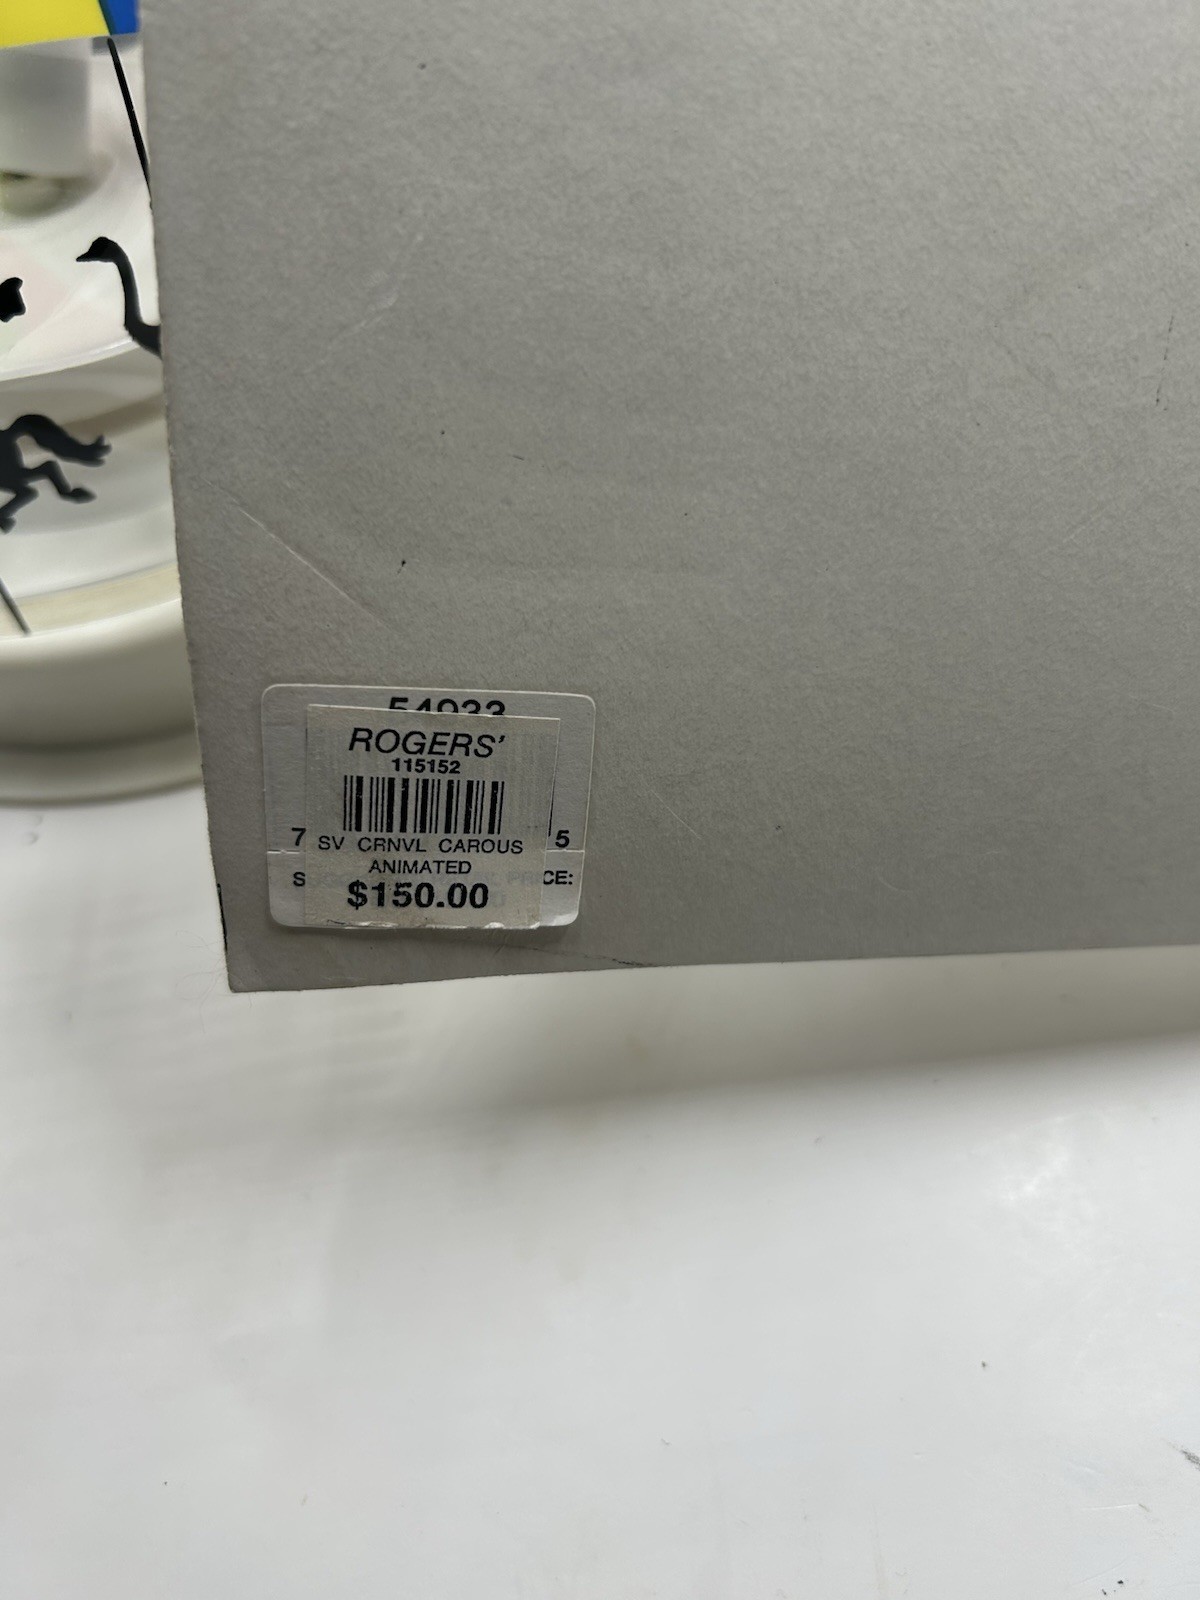 54933
ROGERS'
115152
7 5
SV CRNVL CAROUS
ANIMATED
S PRICE:
$150.00